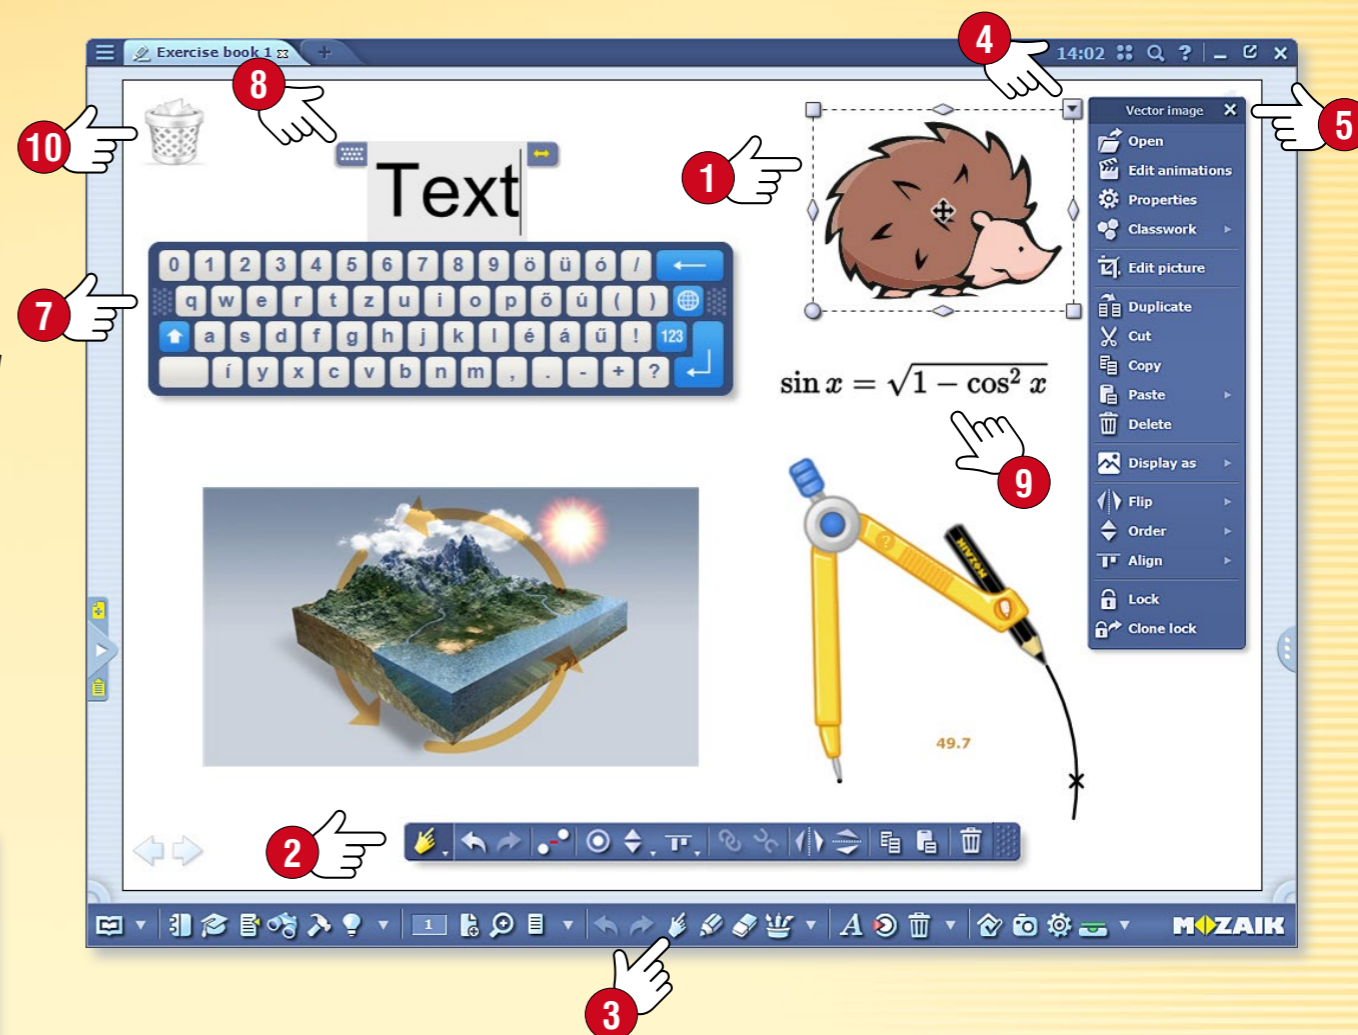 Exercise book 1
14:02
4
8
10
5
1
Text
Vector image
Open
Edit animations
Properties
Classwork
Edit picture
Duplicate
Cut
Copy
Paste
Delete
Display as
Flip
Order
Align
Lock
Clone lock
7
0 1 2 3 4 5 6 7 8 9 ö ü ó /
q w e r t z u i o p ő ú ( )
a s d f g h j k l é á ű ! 123
í y x c v b n m , . - + ?
sin x = √(1 − cos² x)
9
MOZAIK
49.7
2
1
A
MOZAIK
3